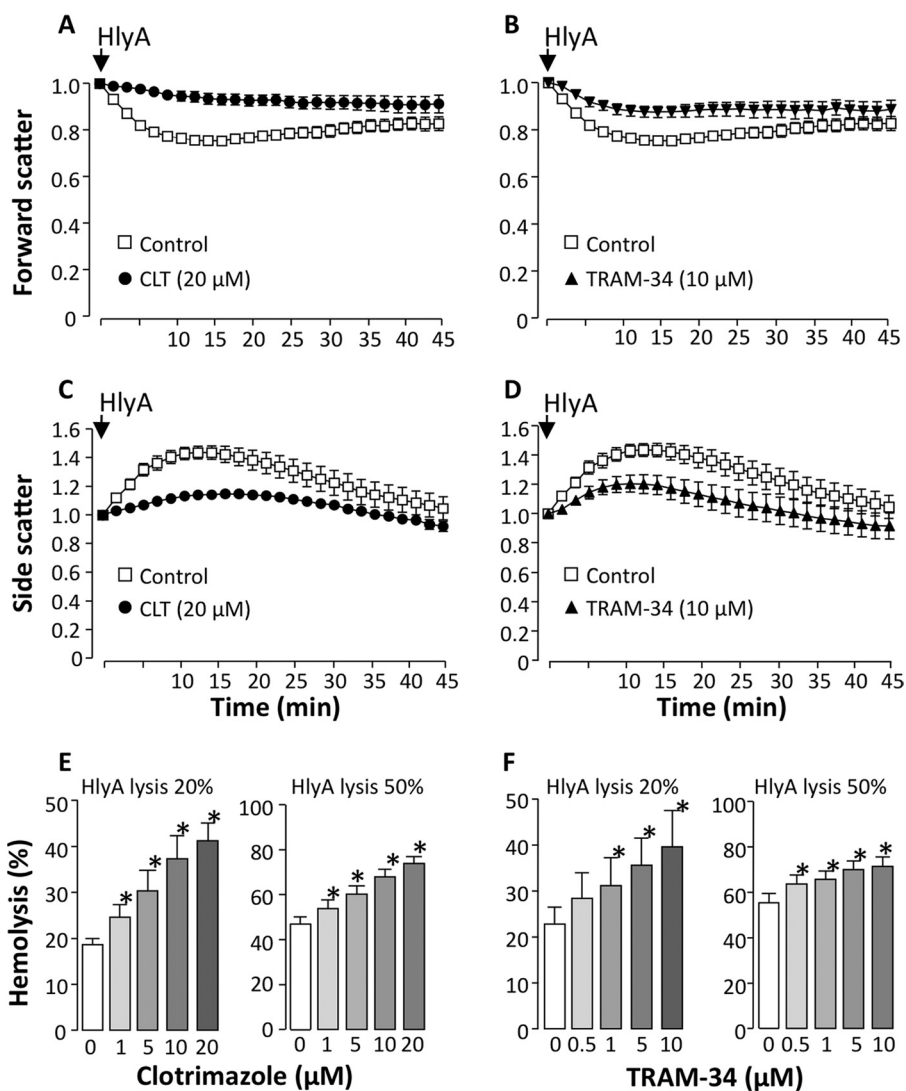 A
HlyA
Forward scatter
1.0
0.8
0.6
0.4
0.2
0
Control
CLT (20 µM)
10 15 20 25 30 35 40 45
B
HlyA
1.0
0.8
0.6
0.4
0.2
0
Control
TRAM-34 (10 µM)
10 15 20 25 30 35 40 45
C
HlyA
Side scatter
1.6
1.4
1.2
1.0
0.8
0.6
0.4
0.2
0
Control
CLT (20 µM)
10 15 20 25 30 35 40 45
Time (min)
D
HlyA
1.6
1.4
1.2
1.0
0.8
0.6
0.4
0.2
0
Control
TRAM-34 (10 µM)
10 15 20 25 30 35 40 45
Time (min)
E
Hemolysis (%)
HlyA lysis 20%
50
40
30
20
10
0
* * * *
0 1 5 10 20
HlyA lysis 50%
100
80
60
40
20
0
* * * *
0 1 5 10 20
Clotrimazole (µM)
F
HlyA lysis 20%
50
40
30
20
10
0
* * *
0 0.5 1 5 10
HlyA lysis 50%
100
80
60
40
20
0
* * * *
0 0.5 1 5 10
TRAM-34 (µM)